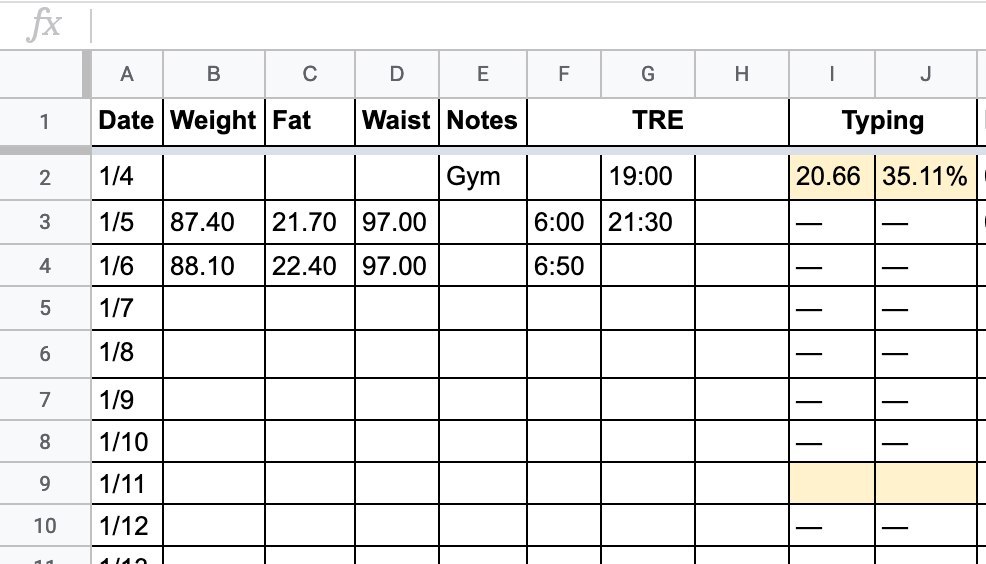 fx
A B C D E F G H I J
1 Date Weight Fat Waist Notes TRE Typing
2 1/4 Gym 19:00 20.66 35.11%
3 1/5 87.40 21.70 97.00 6:00 21:30 — —
4 1/6 88.10 22.40 97.00 6:50 — —
5 1/7 — —
6 1/8 — —
7 1/9 — —
8 1/10 — —
9 1/11
10 1/12 — —